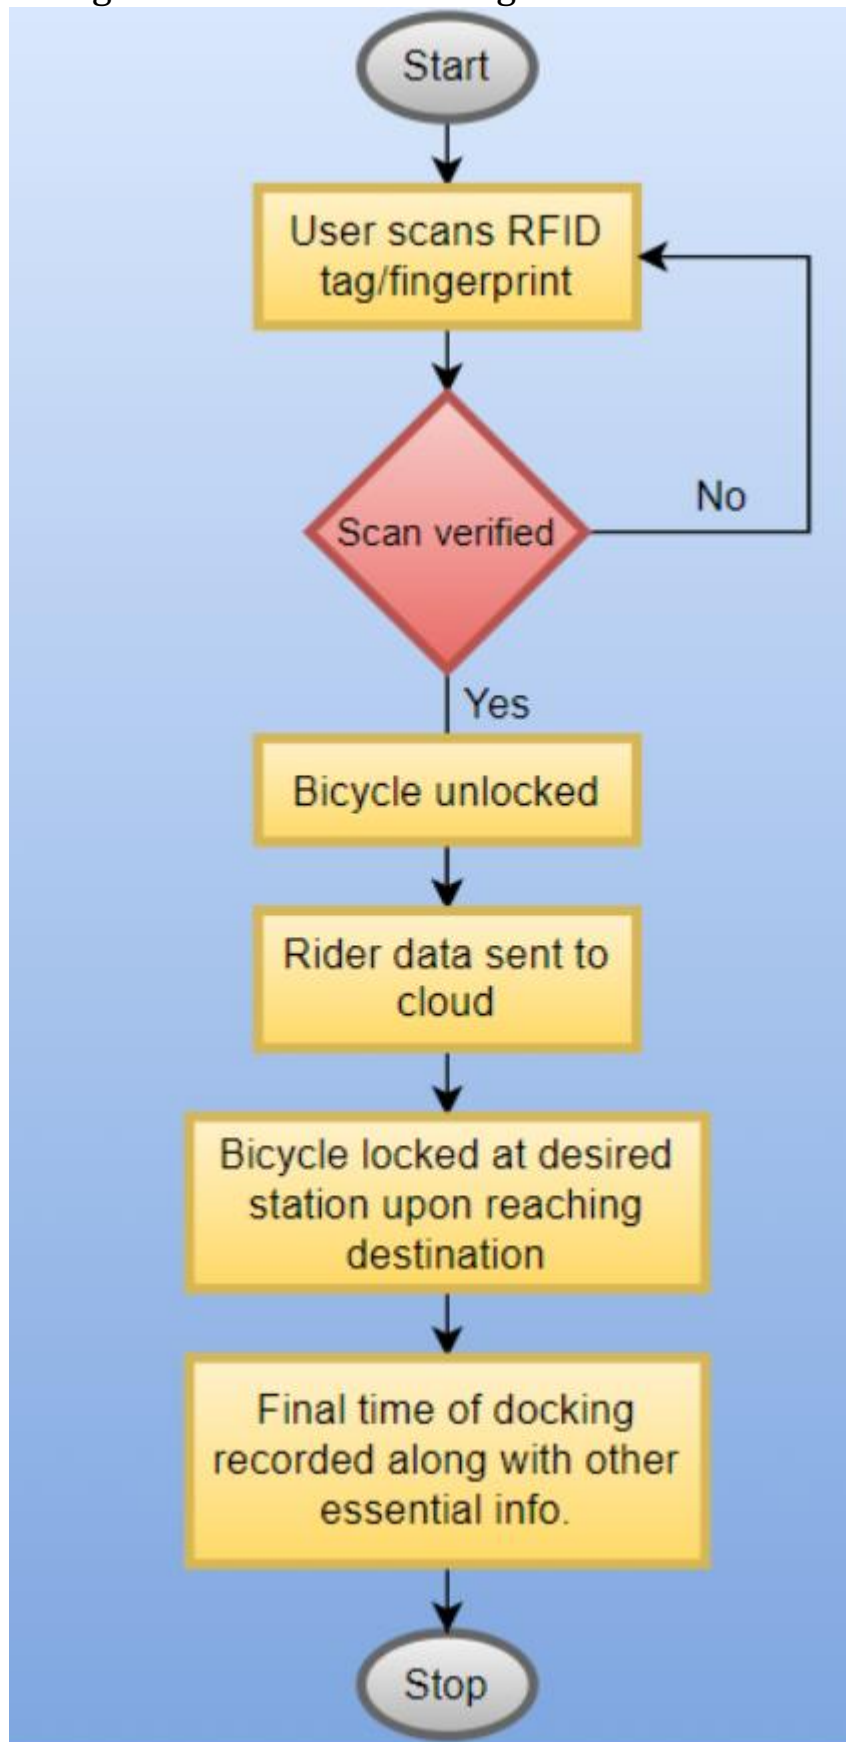 Start
User scans RFID
tag/fingerprint
Scan verified
No
Yes
Bicycle unlocked
Rider data sent to
cloud
Bicycle locked at desired
station upon reaching
destination
Final time of docking
recorded along with other
essential info.
Stop